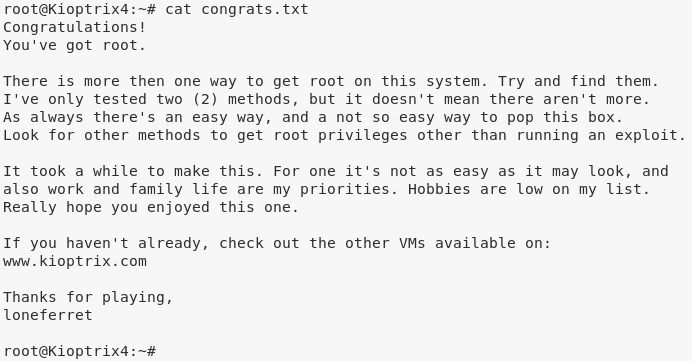 root@Kioptrix4:~# cat congrats.txt
Congratulations!
You've got root.
There is more then one way to get root on this system. Try and find them.
I've only tested two (2) methods, but it doesn't mean there aren't more.
As always there's an easy way, and a not so easy way to pop this box.
Look for other methods to get root privileges other than running an exploit.
It took a while to make this. For one it's not as easy as it may look, and
also work and family life are my priorities. Hobbies are low on my list.
Really hope you enjoyed this one.
If you haven't already, check out the other VMs available on:
www.kioptrix.com
Thanks for playing,
loneferret
root@Kioptrix4:~#